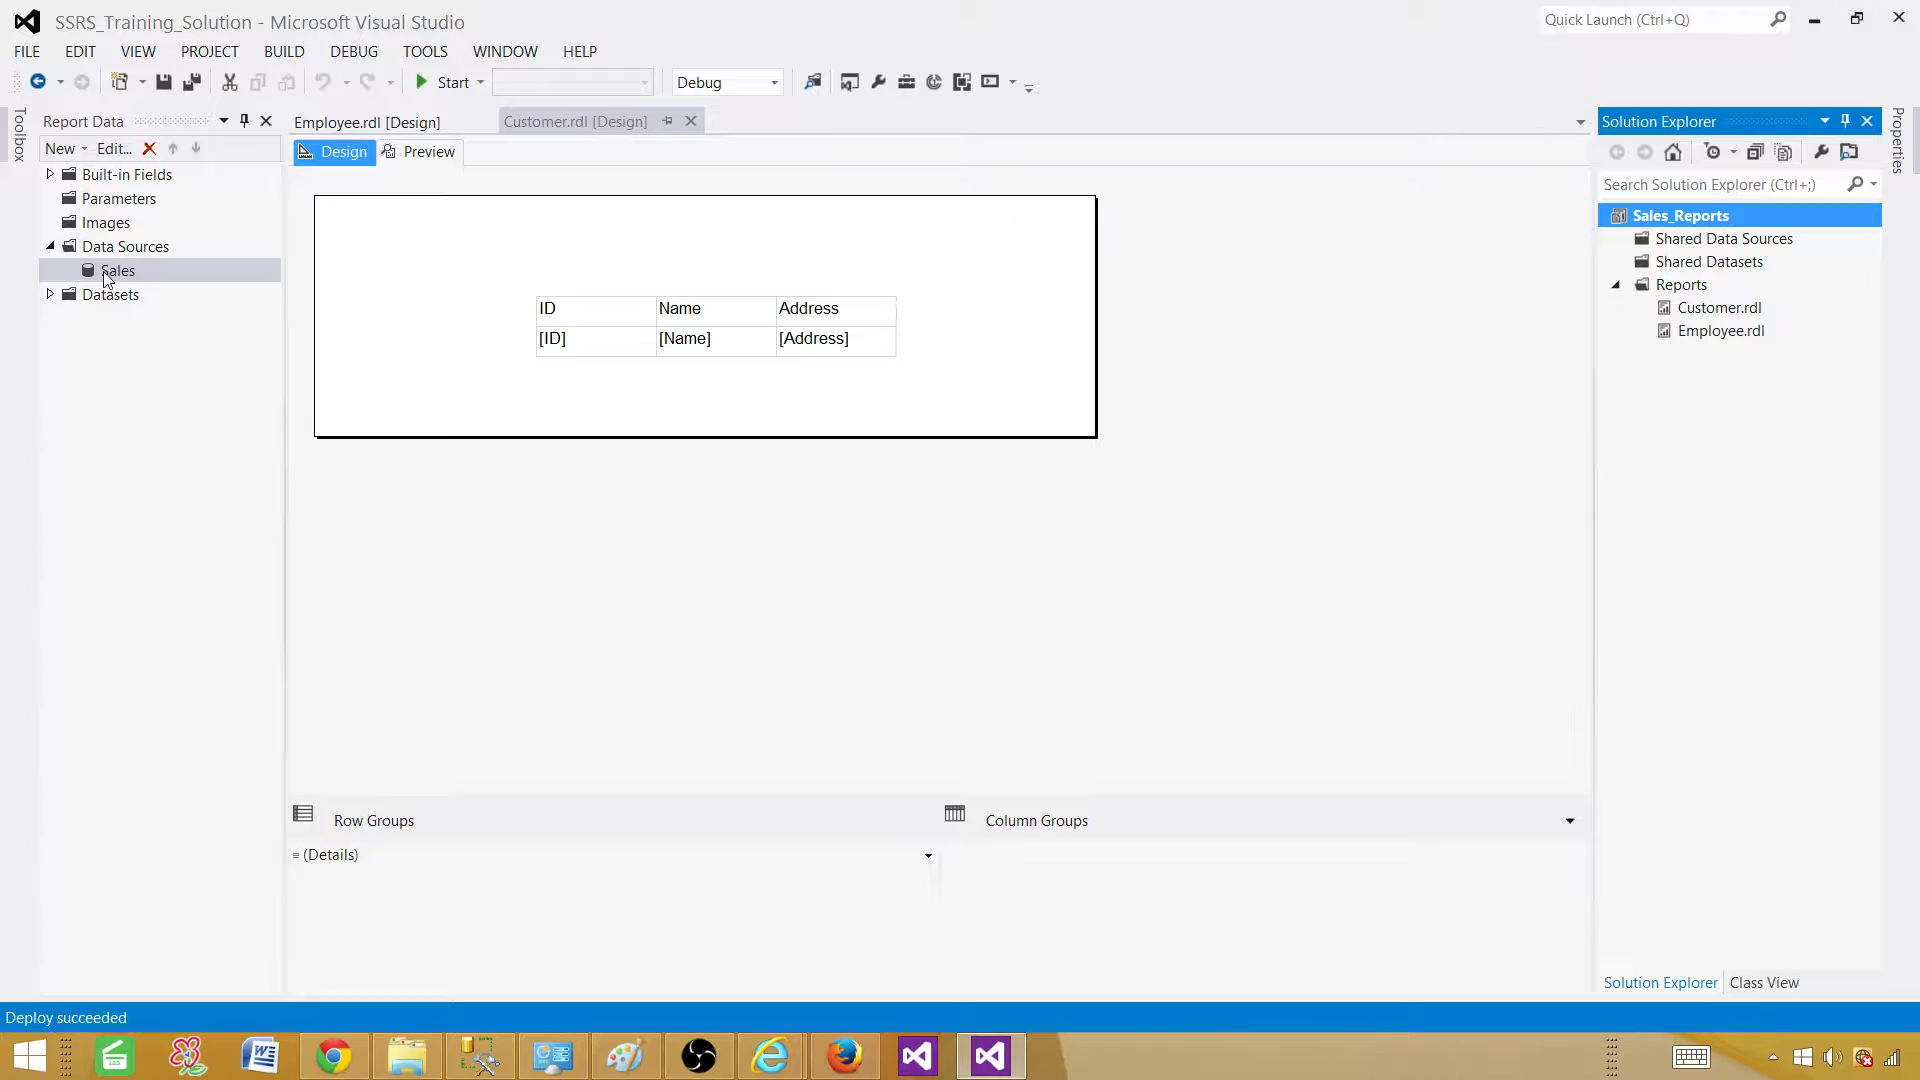 SSRS_Training_Solution - Microsoft Visual Studio
Quick Launch (Ctrl+Q)
FILE EDIT VIEW PROJECT BUILD DEBUG TOOLS WINDOW HELP
Start Debug
Toolbox
Report Data
Employee.rdl [Design] Customer.rdl [Design]
Solution Explorer
Properties
New Edit...
Design Preview
Built-in Fields
Parameters
Images
Data Sources
Sales
Datasets
ID Name Address
[ID] [Name] [Address]
Search Solution Explorer (Ctrl+;)
Sales_Reports
Shared Data Sources
Shared Datasets
Reports
Customer.rdl
Employee.rdl
Row Groups Column Groups
(Details)
Solution Explorer Class View
Deploy succeeded